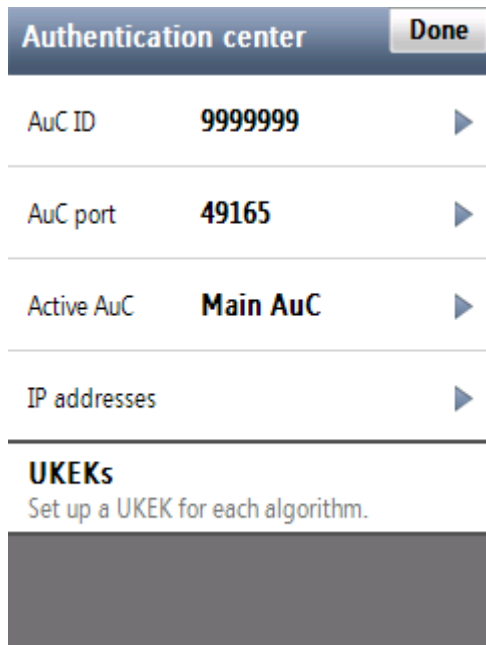 Authentication center Done
AuC ID 9999999
AuC port 49165
Active AuC Main AuC
IP addresses
UKEKs
Set up a UKEK for each algorithm.